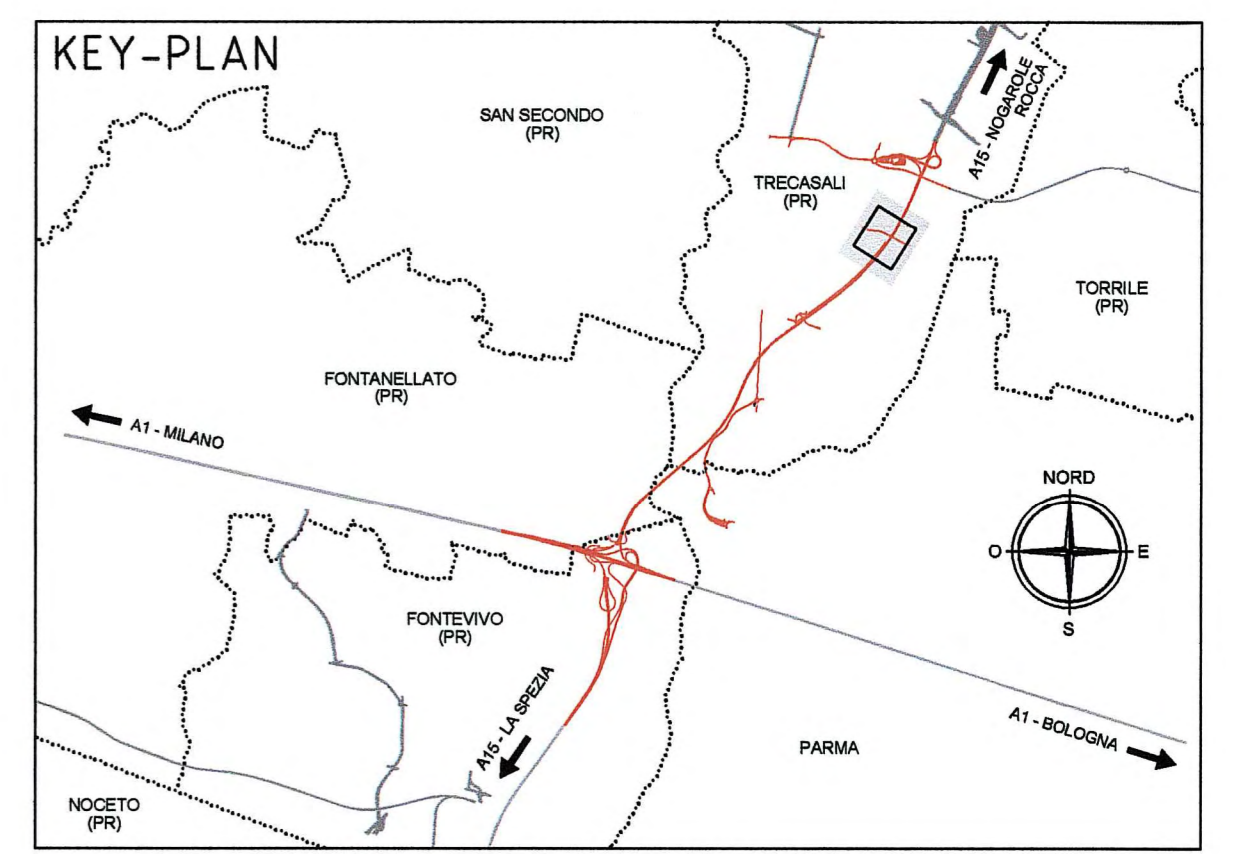 KEY-PLAN
SAN SECONDO
(PR)
A15 - NOGAROLE
ROCCA
TRECASALI
(PR)
TORRILE
(PR)
FONTANELLATO
(PR)
A1 - MILANO
NORD
O
E
S
FONTEVIVO
(PR)
A15 - LA SPEZIA
A1 - BOLOGNA
PARMA
NOCETO
(PR)